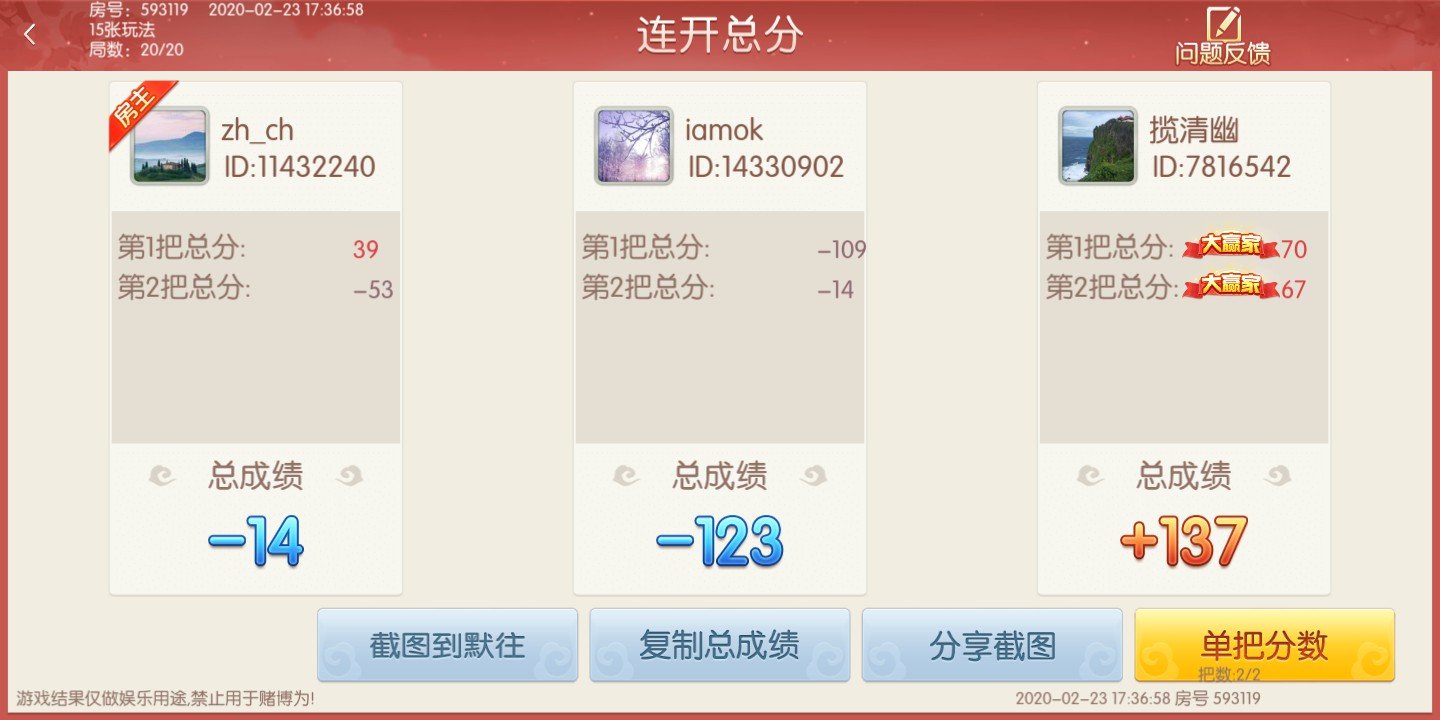 房号：593119 2020-02-23 17:36:58
15张玩法
局数：20/20
连开总分
问题反馈
房主
zh_ch
ID:11432240
第1把总分: 39
第2把总分: -53
总成绩
-14
iamok
ID:14330902
第1把总分: -109
第2把总分: -14
总成绩
-123
揽清幽
ID:7816542
第1把总分: 大赢家 70
第2把总分: 大赢家 67
总成绩
+137
截图到默往
复制总成绩
分享截图
单把分数
把数:2/2
游戏结果仅做娱乐用途,禁止用于赌博为!
2020-02-23 17:36:58 房号 593119